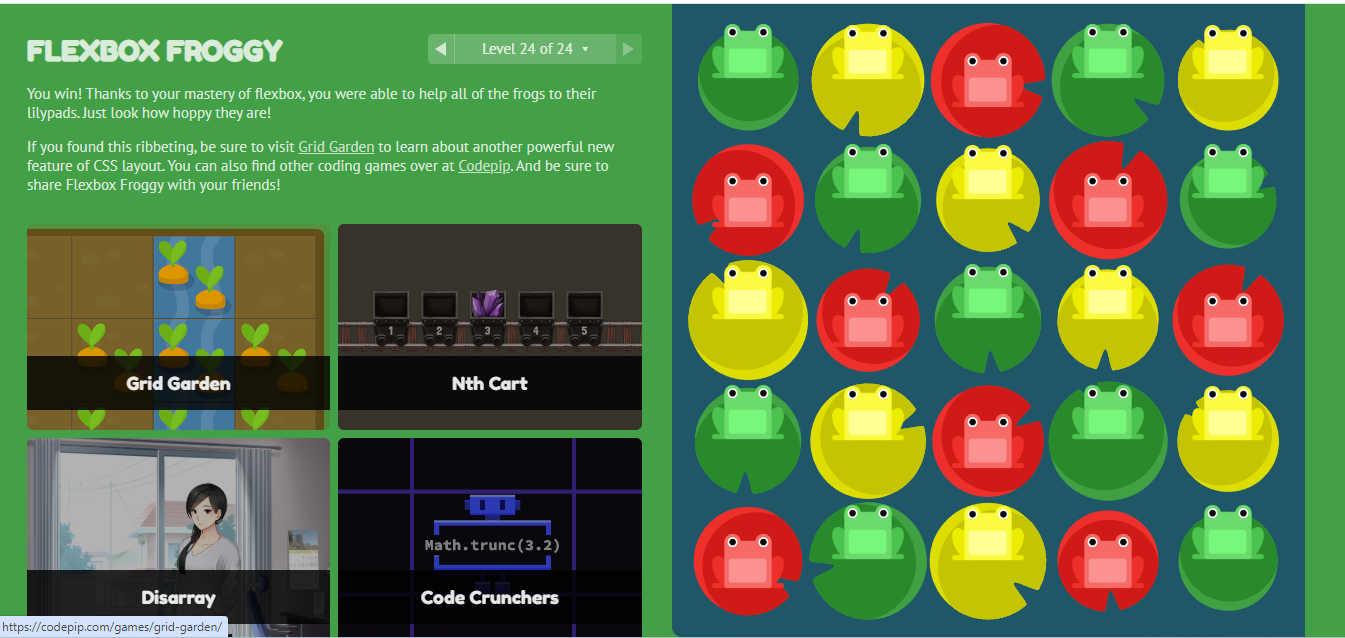 FLEXBOX FROGGY
Level 24 of 24
You win! Thanks to your mastery of flexbox, you were able to help all of the frogs to their
lilypads. Just look how hoppy they are!
If you found this ribbeting, be sure to visit Grid Garden to learn about another powerful new
feature of CSS layout. You can also find other coding games over at Codepip. And be sure to
share Flexbox Froggy with your friends!
1 2 3 4 5
Grid Garden
Nth Cart
Math.trunc(3.2)
Disarray
Code Crunchers
https://codepip.com/games/grid-garden/